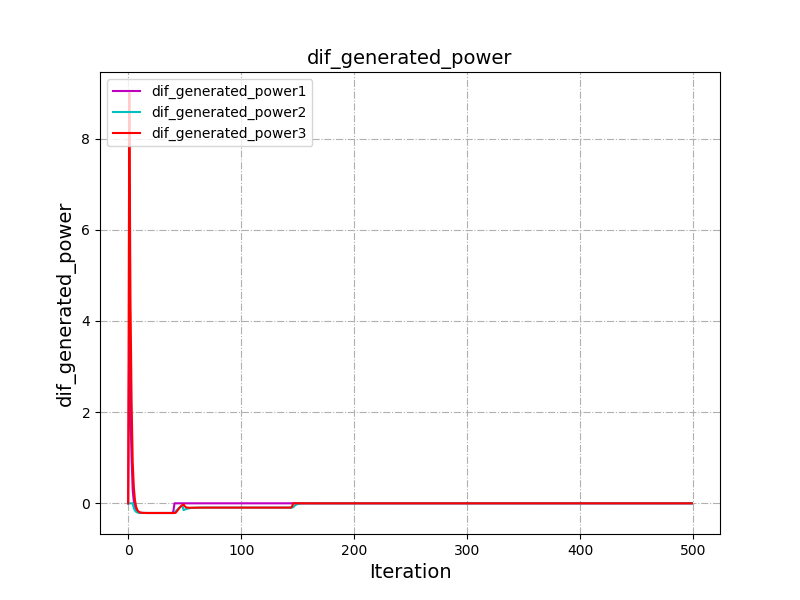 dif_generated_power
dif_generated_power1
dif_generated_power2
dif_generated_power3
dif_generated_power
8
6
4
2
0
0 100 200 300 400 500
Iteration